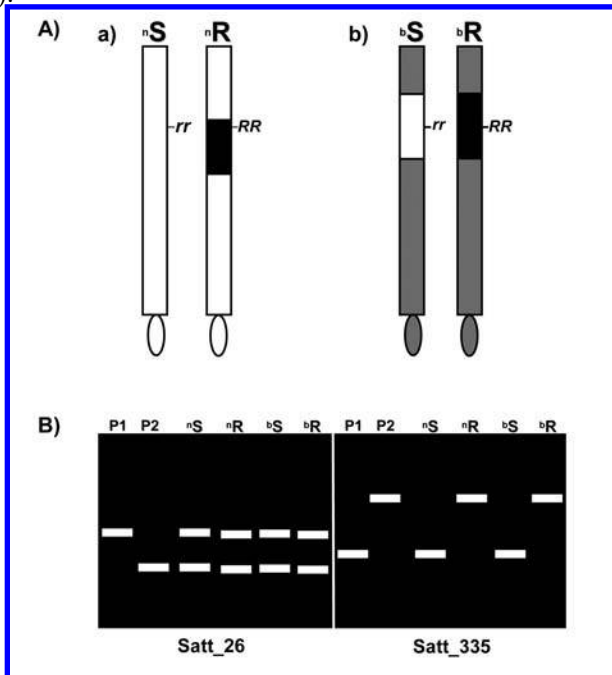 A) a) nS nR b) bS bR
rr RR rr RR
B) P1 P2 nS nR bS bR P1 P2 nS nR bS bR
Satt_26 Satt_335